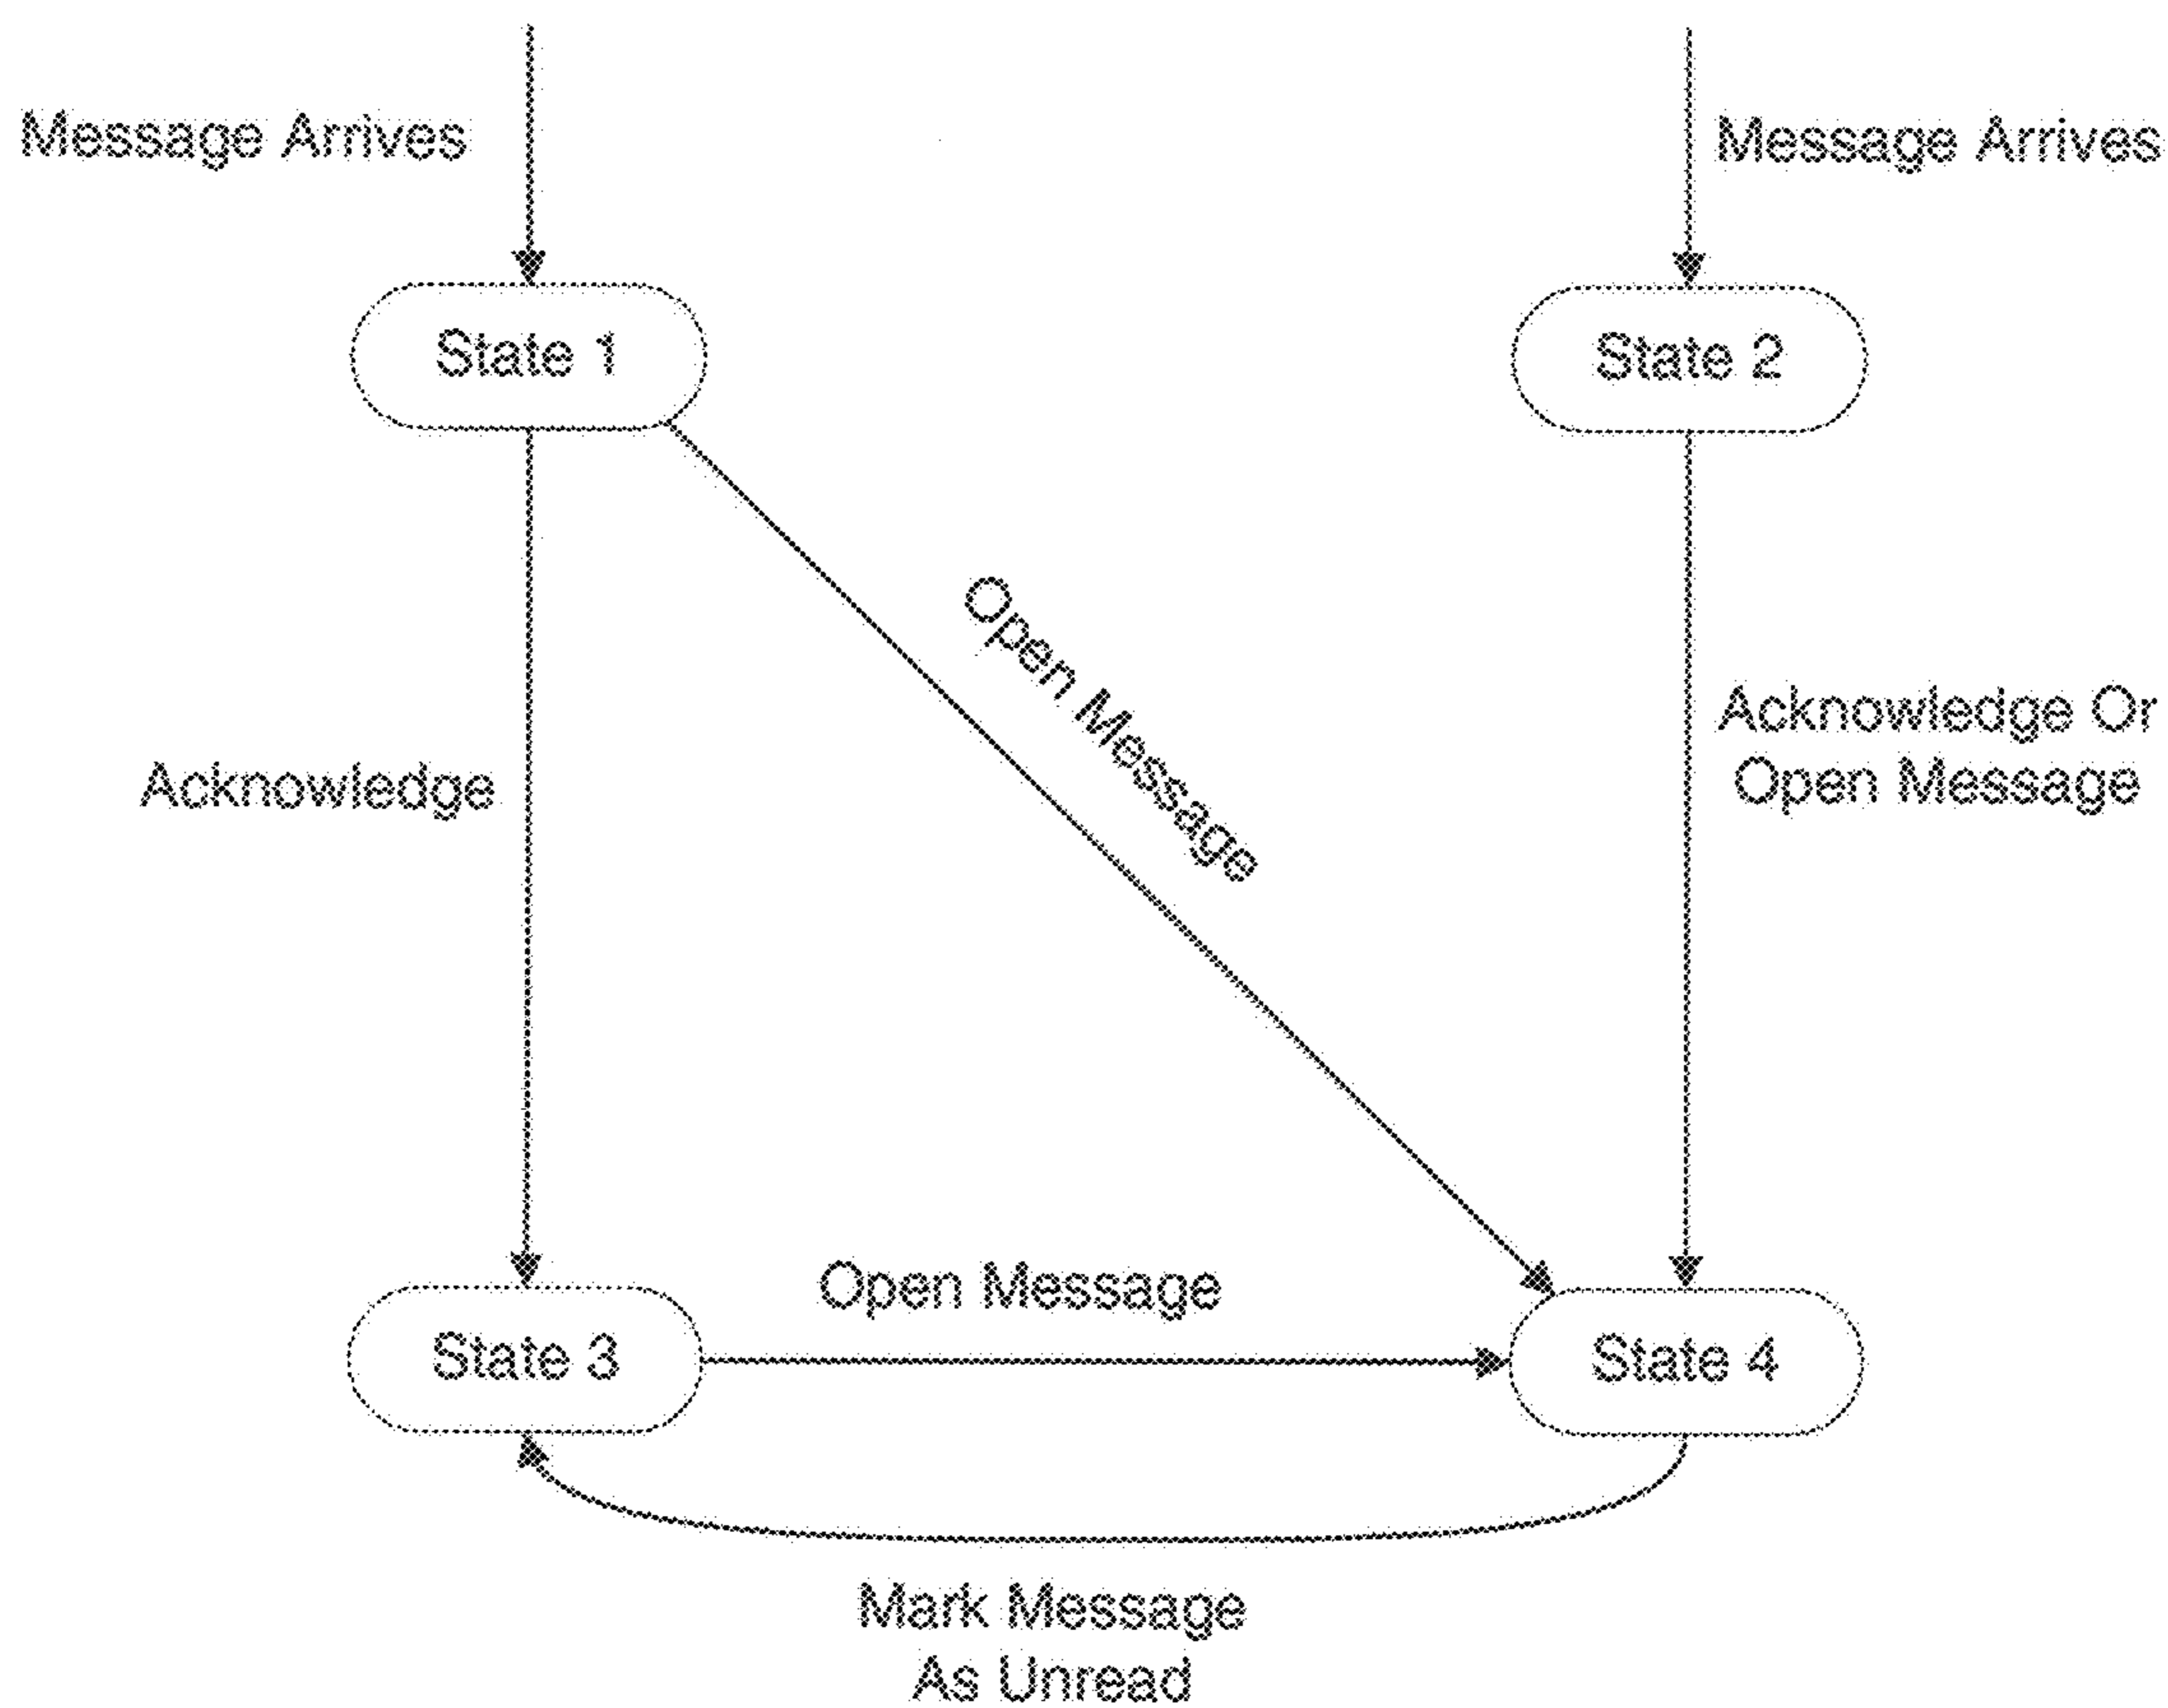 Message Arrives
Message Arrives
State 1
State 2
Open Message
Acknowledge Or
Open Message
Acknowledge
Open Message
State 3
State 4
Mark Message
As Unread